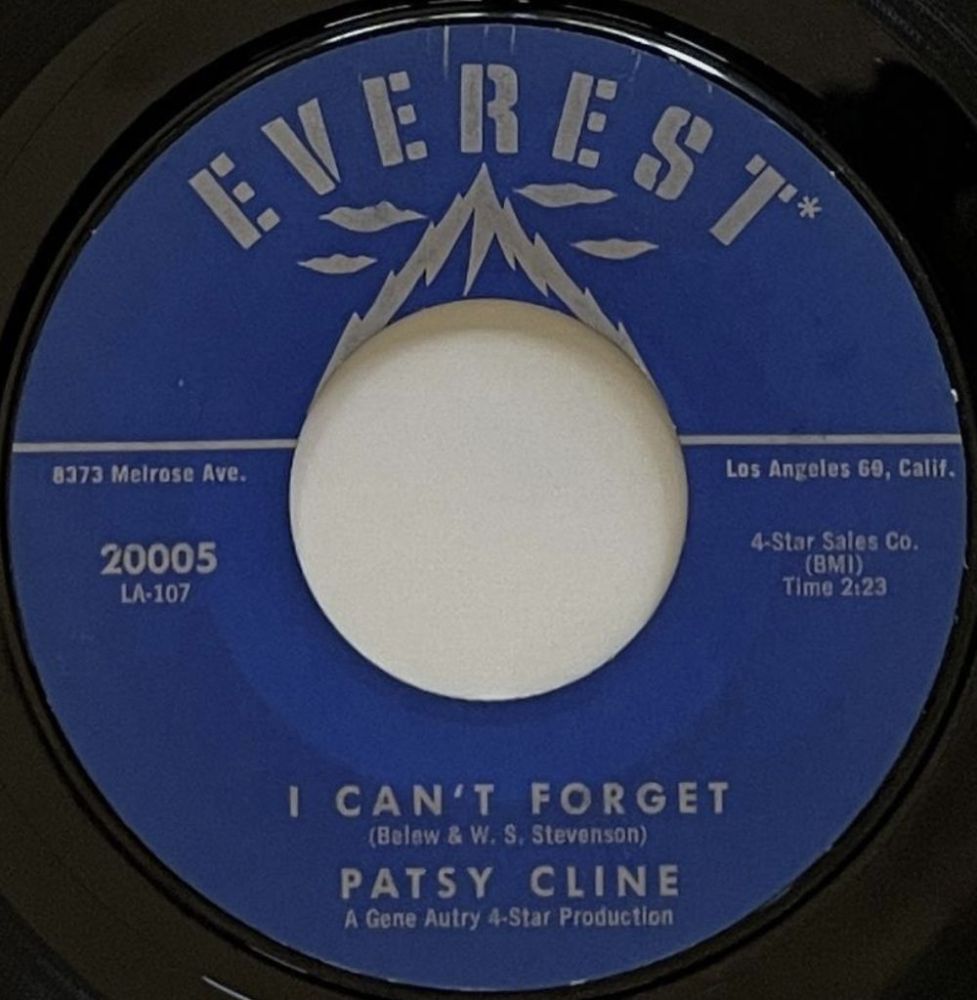 EVEREST*
8373 Melrose Ave.
Los Angeles 69, Calif.
20005
LA-107
4-Star Sales Co.
(BMI)
Time 2:23
I CAN'T FORGET
(Belew & W. S. Stevenson)
PATSY CLINE
A Gene Autry 4-Star Production